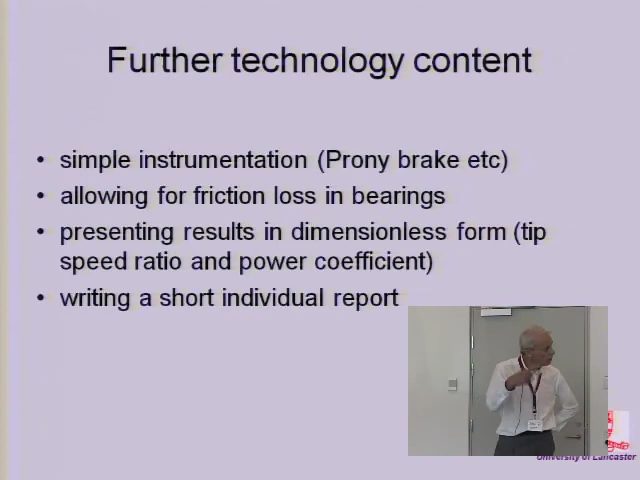 Further technology content
• simple instrumentation (Prony brake etc)
• allowing for friction loss in bearings
• presenting results in dimensionless form (tip
speed ratio and power coefficient)
• writing a short individual report
University of Lancaster